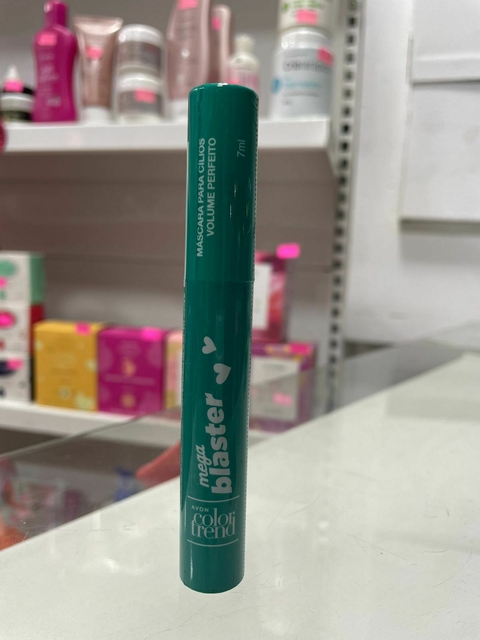 MÁSCARA PARA CÍLIOS
VOLUME PERFEITO
7ml
mega
blaster
AVON
color
trend